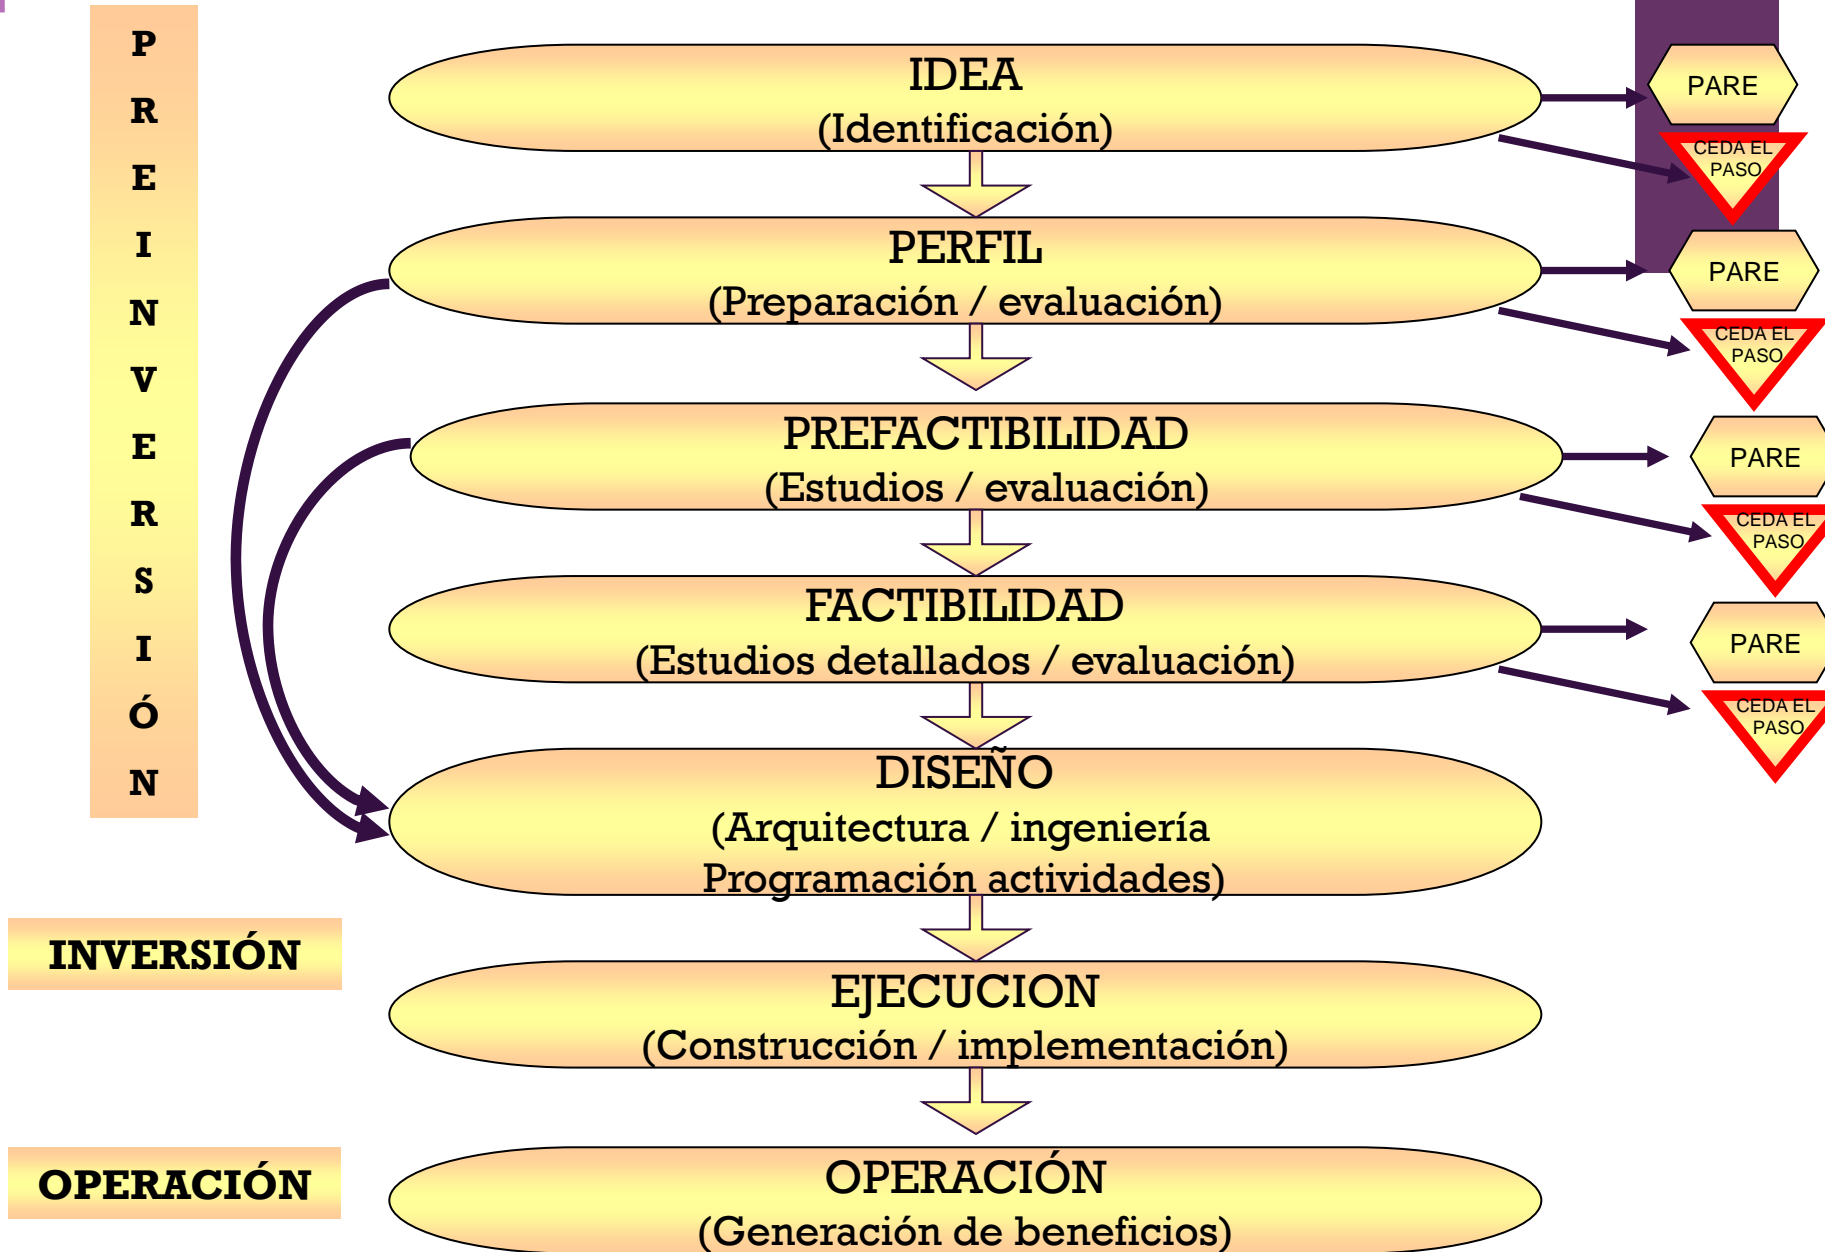 P
R
E
I
N
V
E
R
S
I
Ó
N
IDEA
(Identificación)
PARE
CEDA EL
PASO
PERFIL
(Preparación / evaluación)
PARE
CEDA EL
PASO
PREFACTIBILIDAD
(Estudios / evaluación)
PARE
CEDA EL
PASO
FACTIBILIDAD
(Estudios detallados / evaluación)
PARE
CEDA EL
PASO
DISEÑO
(Arquitectura / ingeniería
Programación actividades)
INVERSIÓN
EJECUCION
(Construcción / implementación)
OPERACIÓN
OPERACIÓN
(Generación de beneficios)